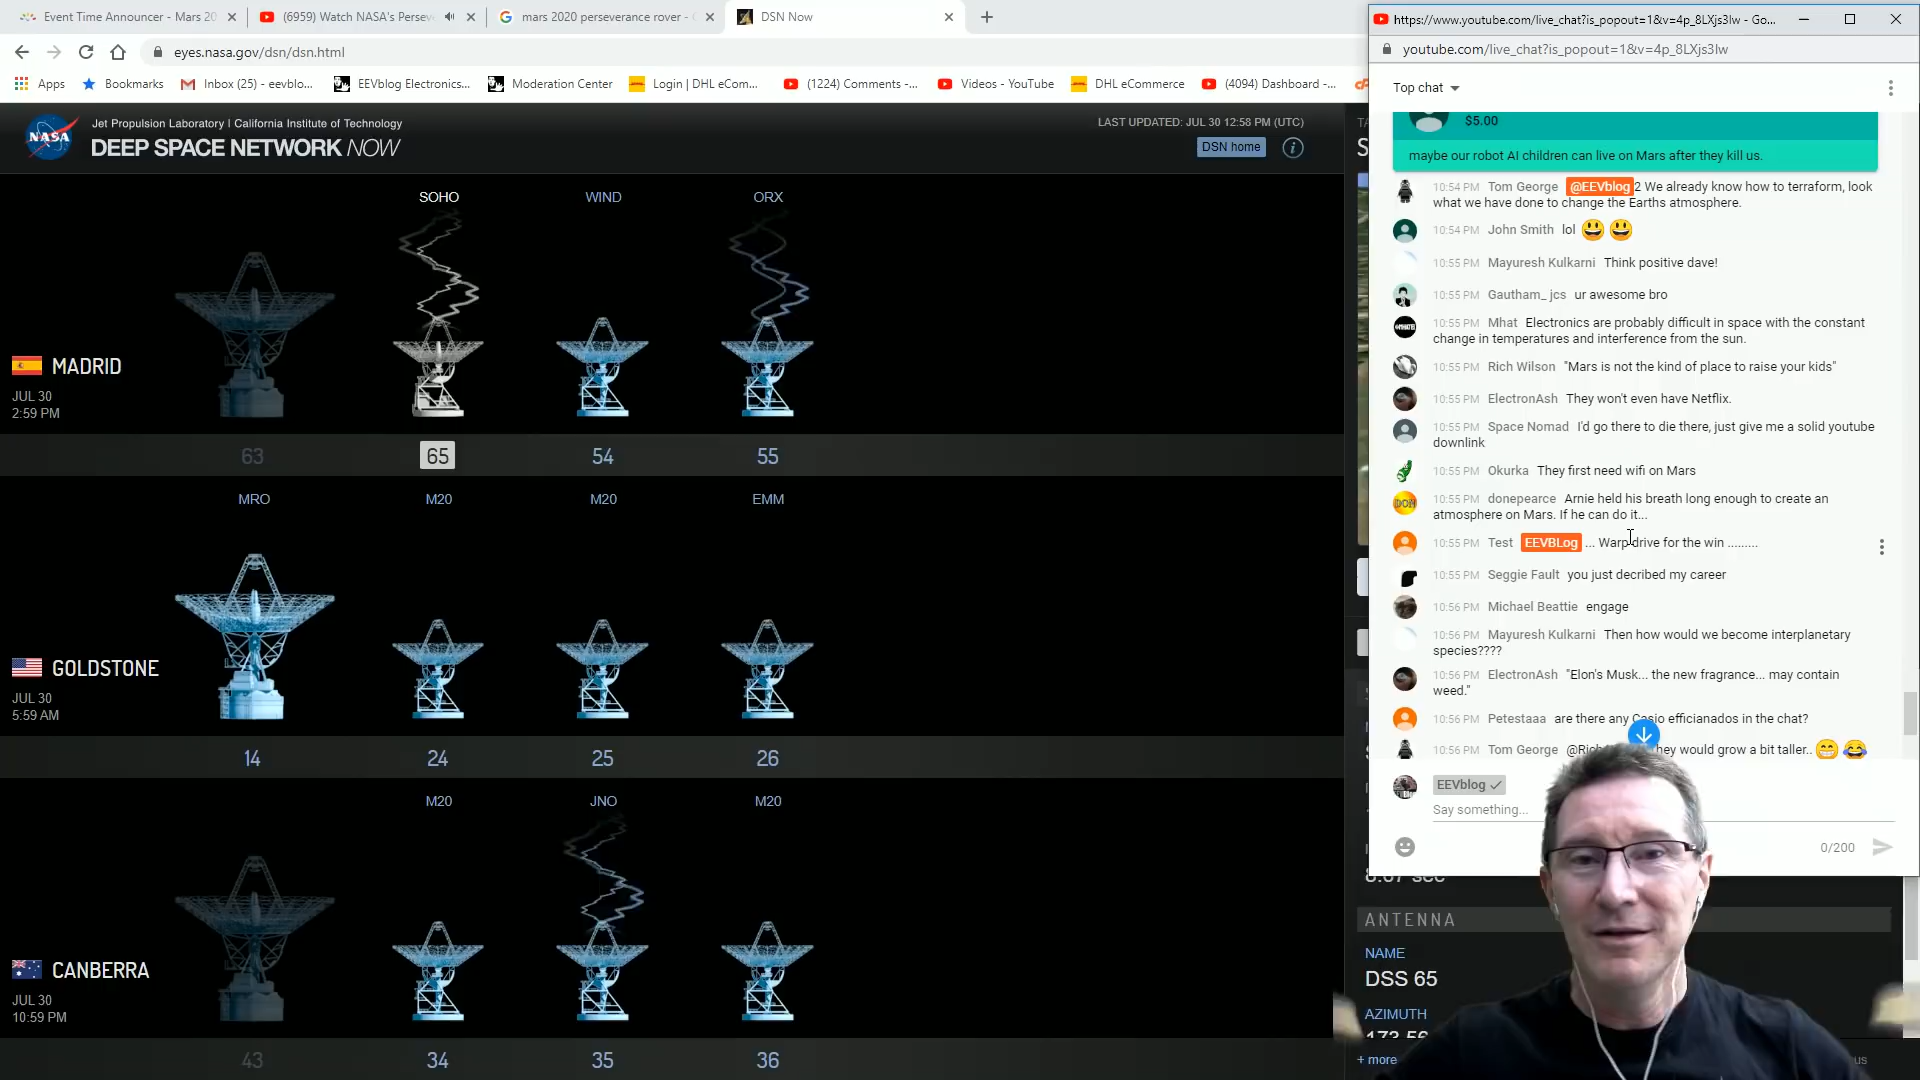 Event Time Announcer - Mars 20
(6959) Watch NASA's Persev
mars 2020 perseverance rover -
DSN Now
eyes.nasa.gov/dsn/dsn.html
Apps
Bookmarks
Inbox (25) - eevblo...
EEVblog Electronics...
Moderation Center
Login | DHL eCom...
(1224) Comments -...
Videos - YouTube
DHL eCommerce
(4094) Dashboard -...
NASA
Jet Propulsion Laboratory | California Institute of Technology
DEEP SPACE NETWORK NOW
LAST UPDATED: JUL 30 12:58 PM (UTC)
DSN home
SOHO
WIND
ORX
MADRID
JUL 30
2:59 PM
63
65
54
55
MRO
M20
M20
EMM
GOLDSTONE
JUL 30
5:59 AM
14
24
25
26
M20
JNO
M20
CANBERRA
JUL 30
10:59 PM
43
34
35
36
https://www.youtube.com/live_chat?is_popout=1&v=4p_8LXjs3Iw - Go...
youtube.com/live_chat?is_popout=1&v=4p_8LXjs3Iw
Top chat
$5.00
maybe our robot AI children can live on Mars after they kill us.
10:54 PM Tom George @EEVblog 2 We already know how to terraform, look
what we have done to change the Earths atmosphere.
10:54 PM John Smith lol 😃 😃
10:55 PM Mayuresh Kulkarni Think positive dave!
10:55 PM Gautham_ jcs ur awesome bro
10:55 PM Mhat Electronics are probably difficult in space with the constant
change in temperatures and interference from the sun.
10:55 PM Rich Wilson "Mars is not the kind of place to raise your kids"
10:55 PM ElectronAsh They won't even have Netflix.
10:55 PM Space Nomad I'd go there to die there, just give me a solid youtube
downlink
10:55 PM Okurka They first need wifi on Mars
DON
10:55 PM donepearce Arnie held his breath long enough to create an
atmosphere on Mars. If he can do it...
10:55 PM Test EEVBLog ... Warp drive for the win .........
10:55 PM Seggie Fault you just decribed my career
10:56 PM Michael Beattie engage
10:56 PM Mayuresh Kulkarni Then how would we become interplanetary
species????
10:56 PM ElectronAsh "Elon's Musk... the new fragrance... may contain
weed."
10:56 PM Petestaaa are there any Casio efficianados in the chat?
10:56 PM Tom George @Rich they would grow a bit taller.. 😁 😂
EEVblog
Say something...
0/200
ANTENNA
NAME
DSS 65
AZIMUTH
+ more